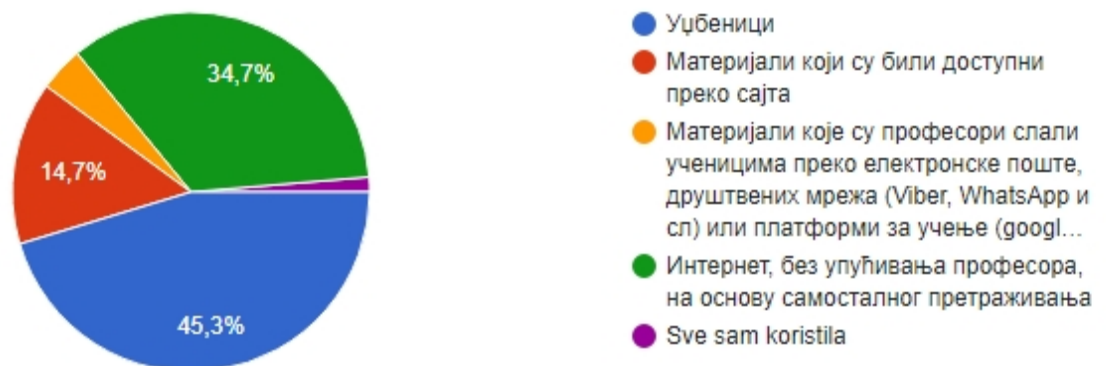 34,7%
14,7%
45,3%
Уџбеници
Материјали који су били доступни
преко сајта
Материјали које су професори слали
ученицима преко електронске поште,
друштвених мрежа (Viber, WhatsApp и
сл) или платформи за учење (googl...
Интернет, без упућивања професора,
на основу самосталног претраживања
Sve sam koristila